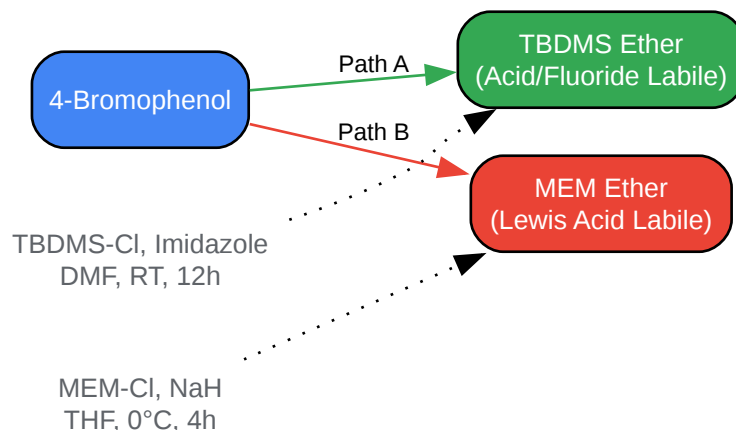 TBDMS Ether
(Acid/Fluoride Labile)
Path A
4-Bromophenol
Path B
MEM Ether
(Lewis Acid Labile)
TBDMS-Cl, Imidazole
DMF, RT, 12h
MEM-Cl, NaH
THF, 0°C, 4h